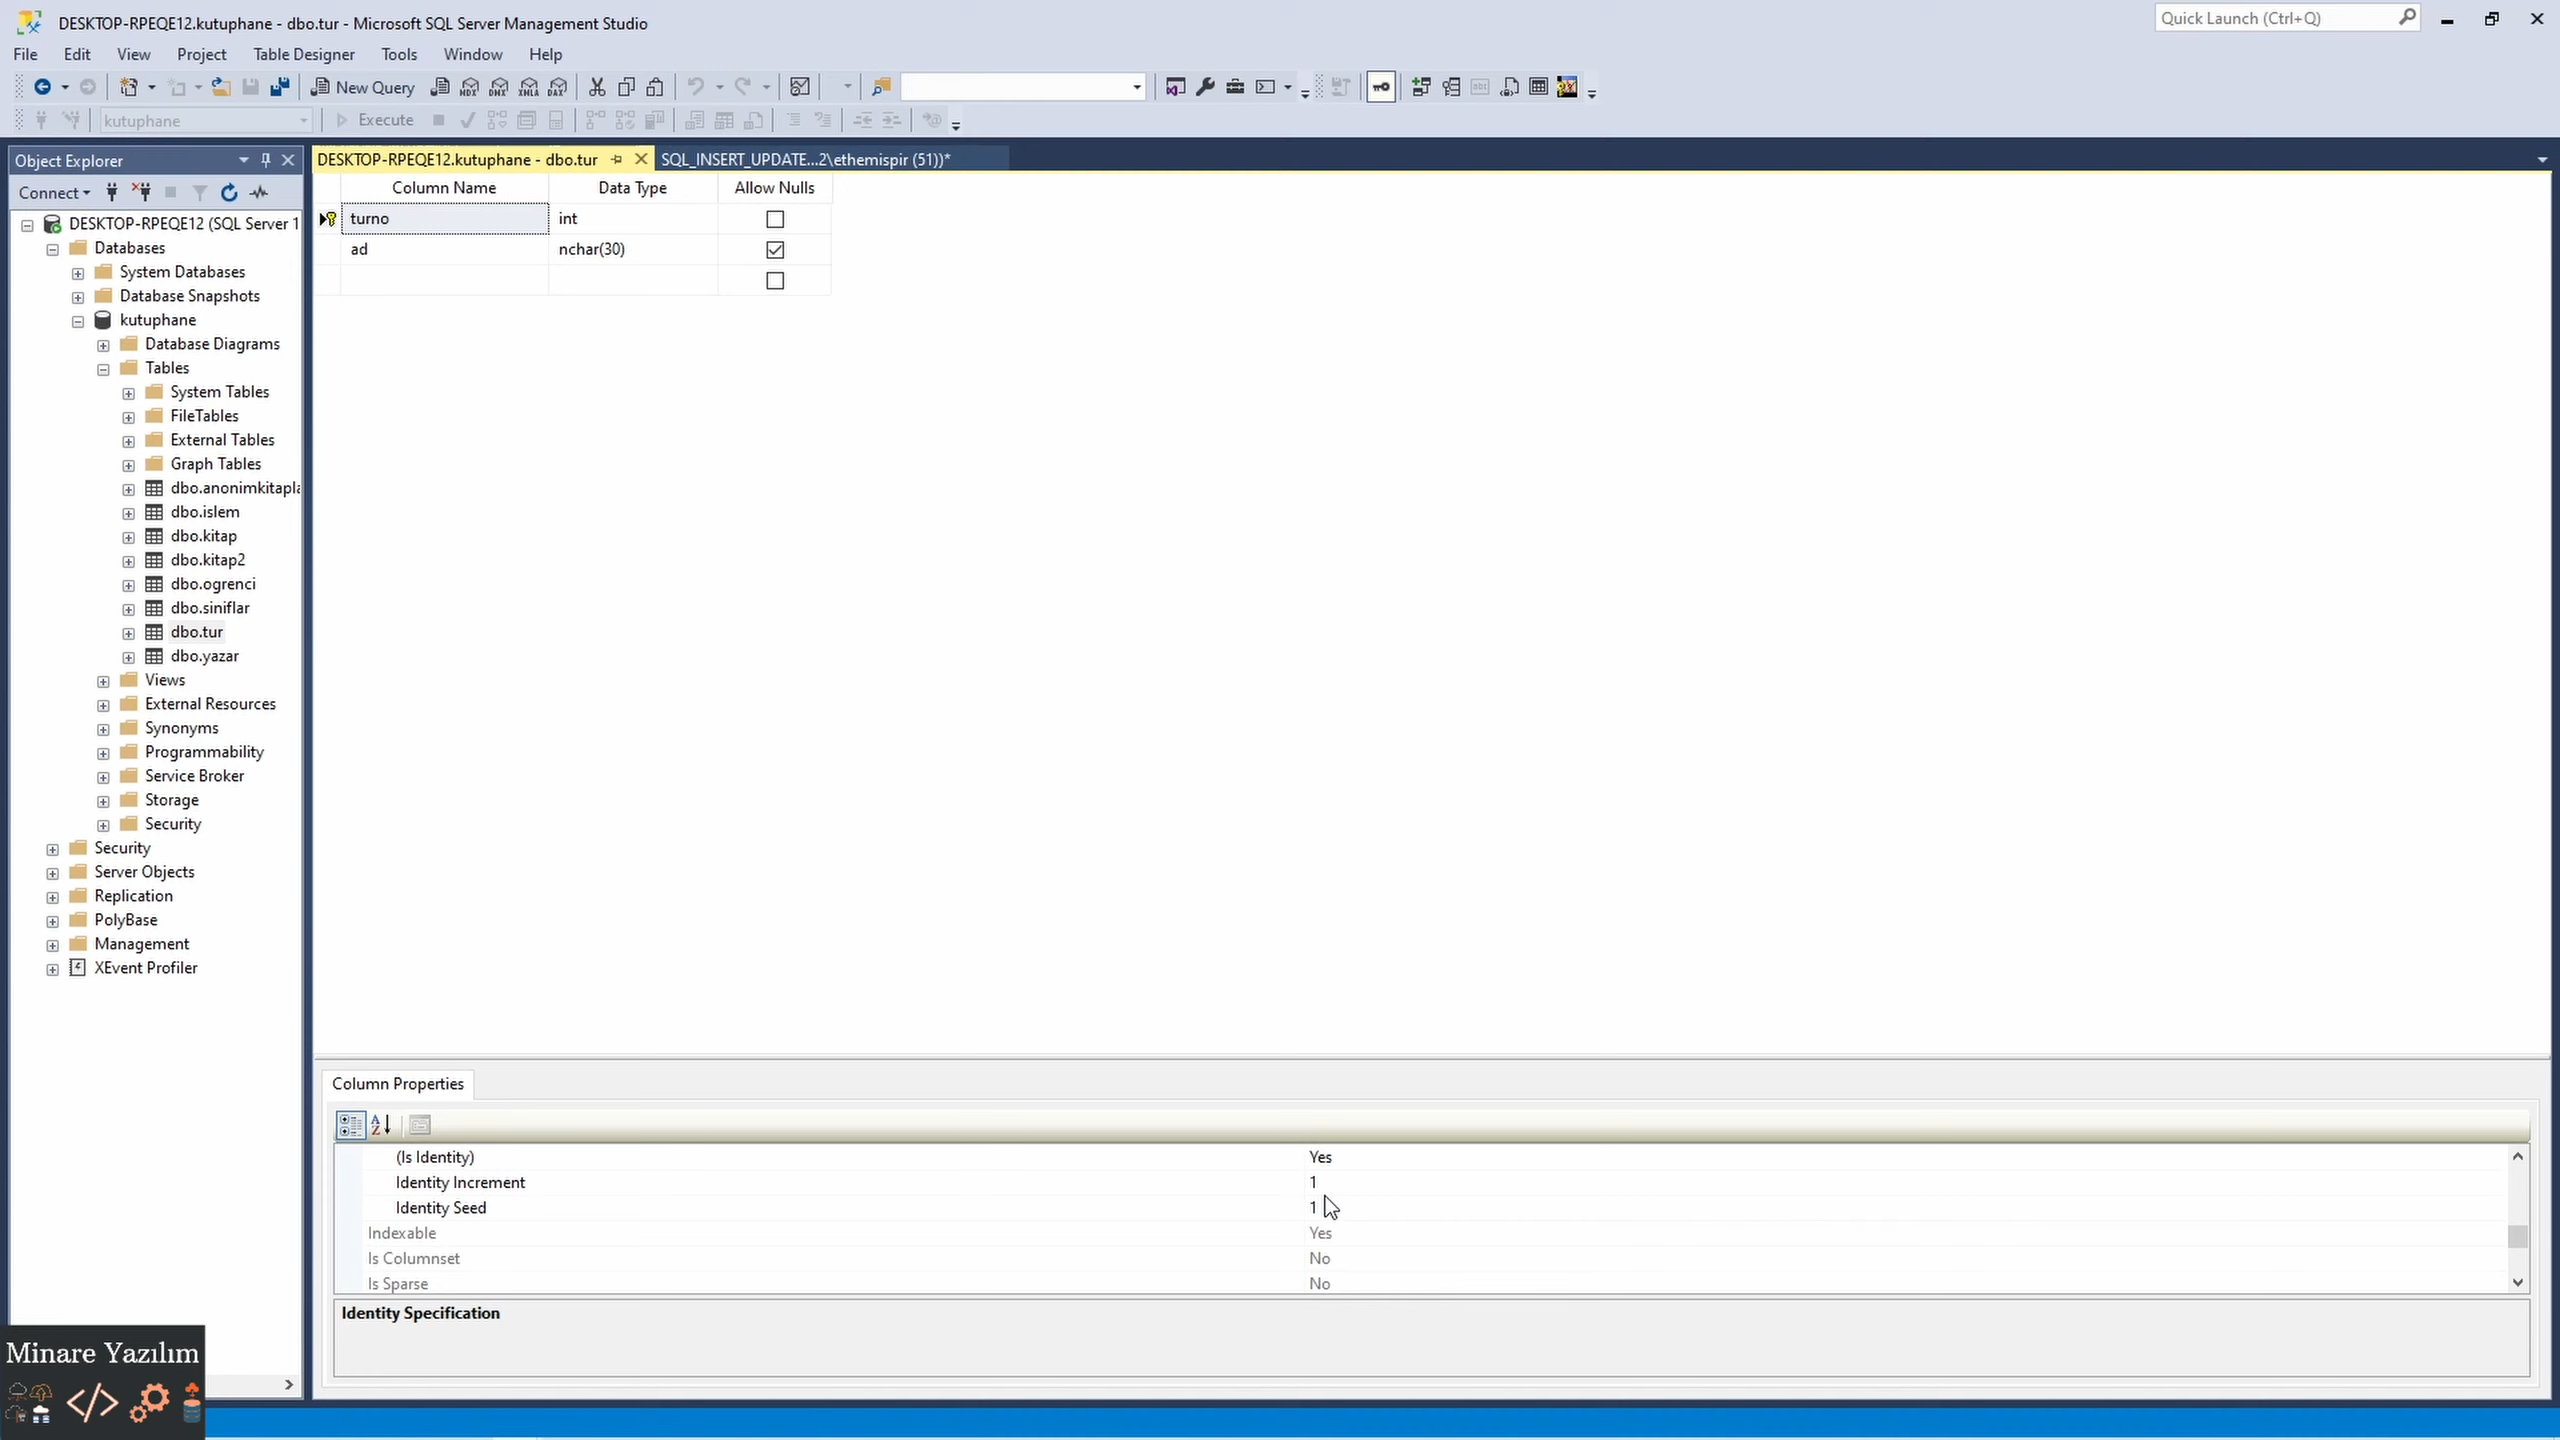 DESKTOP-RPEQE12.kutuphane - dbo.tur - Microsoft SQL Server Management Studio
Quick Launch (Ctrl+Q)
File Edit View Project Table Designer Tools Window Help
New Query
MDX DMX XMLA DAX
kutuphane
Execute
Object Explorer
DESKTOP-RPEQE12.kutuphane - dbo.tur
SQL_INSERT_UPDATE...2\ethemispir (51))*
Connect
Column Name Data Type Allow Nulls
turno int
ad nchar(30)
DESKTOP-RPEQE12 (SQL Server 1
Databases
System Databases
Database Snapshots
kutuphane
Database Diagrams
Tables
System Tables
FileTables
External Tables
Graph Tables
dbo.anonimkitapla
dbo.islem
dbo.kitap
dbo.kitap2
dbo.ogrenci
dbo.siniflar
dbo.tur
dbo.yazar
Views
External Resources
Synonyms
Programmability
Service Broker
Storage
Security
Security
Server Objects
Replication
PolyBase
Management
XEvent Profiler
Column Properties
(Is Identity) Yes
Identity Increment 1
Identity Seed 1
Indexable Yes
Is Columnset No
Is Sparse No
Identity Specification
Minare Yazılım